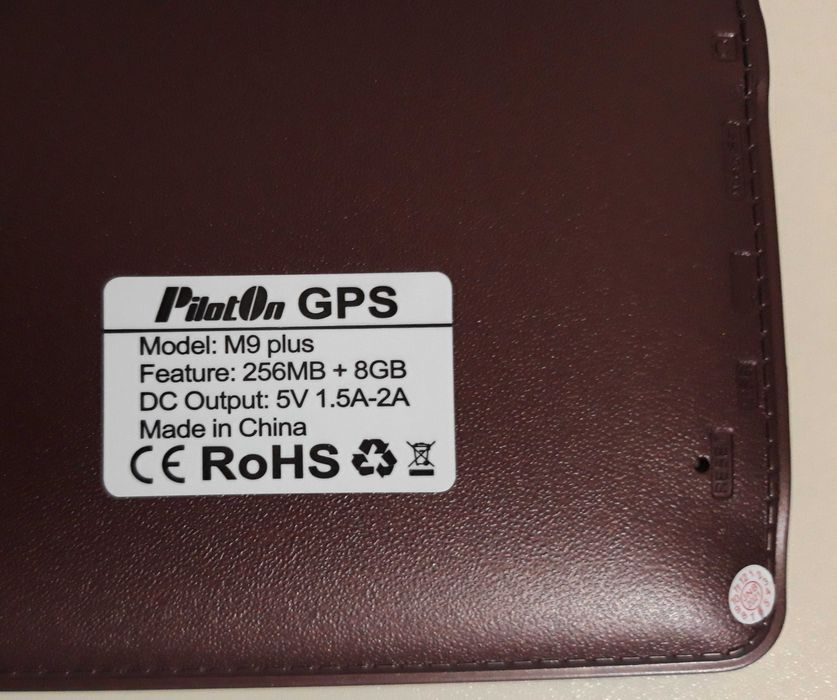 PilotOn GPS
Model: M9 plus
Feature: 256MB + 8GB
DC Output: 5V 1.5A-2A
Made in China
CE RoHS